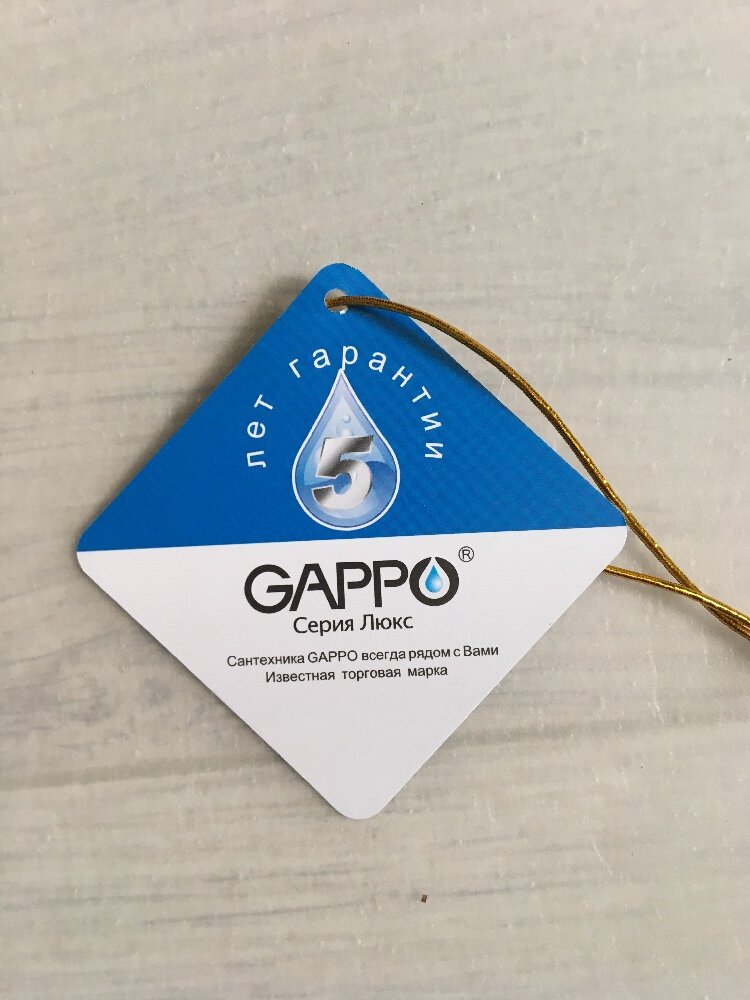 лет гарантии
5
GAPPO®
Серия Люкс
Сантехника GAPPO всегда рядом с Вами
Известная торговая марка